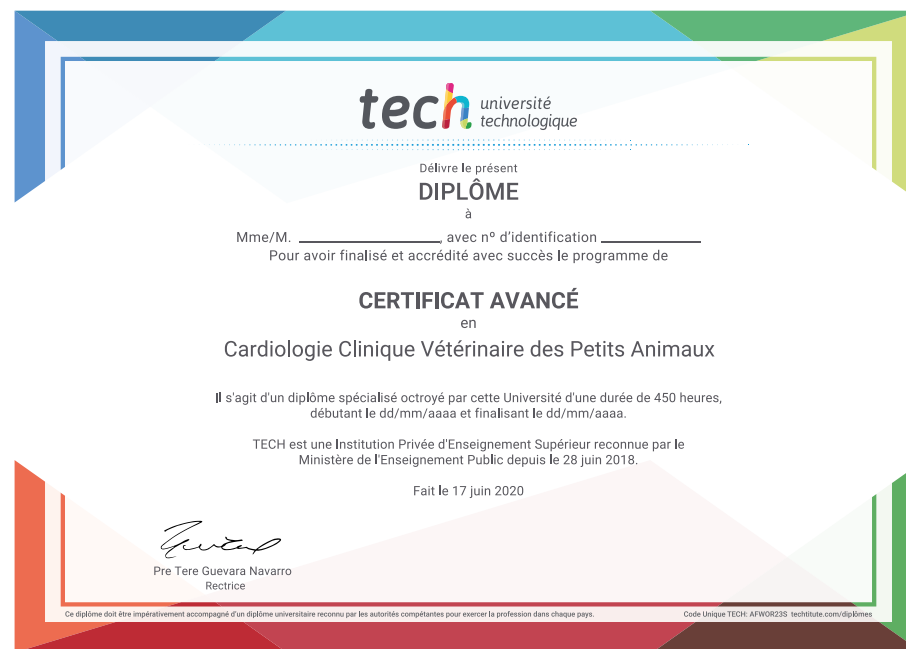 tech université
technologique
Délivre le présent
DIPLÔME
à
Mme/M. ____________, avec nº d'identification ____________
Pour avoir finalisé et accrédité avec succès le programme de
CERTIFICAT AVANCÉ
en
Cardiologie Clinique Vétérinaire des Petits Animaux
Il s'agit d'un diplôme spécialisé octroyé par cette Université d'une durée de 450 heures,
débutant le dd/mm/aaaa et finalisant le dd/mm/aaaa.
TECH est une Institution Privée d'Enseignement Supérieur reconnue par le
Ministère de l'Enseignement Public depuis le 28 juin 2018.
Fait le 17 juin 2020
Pre Tere Guevara Navarro
Rectrice
Ce diplôme doit être impérativement accompagné d'un diplôme universitaire reconnu par les autorités compétentes pour exercer la profession dans chaque pays.
Code Unique TECH: AFWOR23S techtitute.com/diplômes